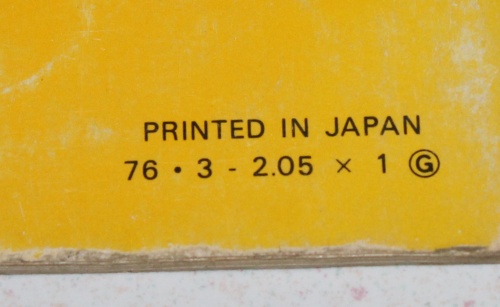 PRINTED IN JAPAN
76・3 - 2.05 × 1 Ⓖ